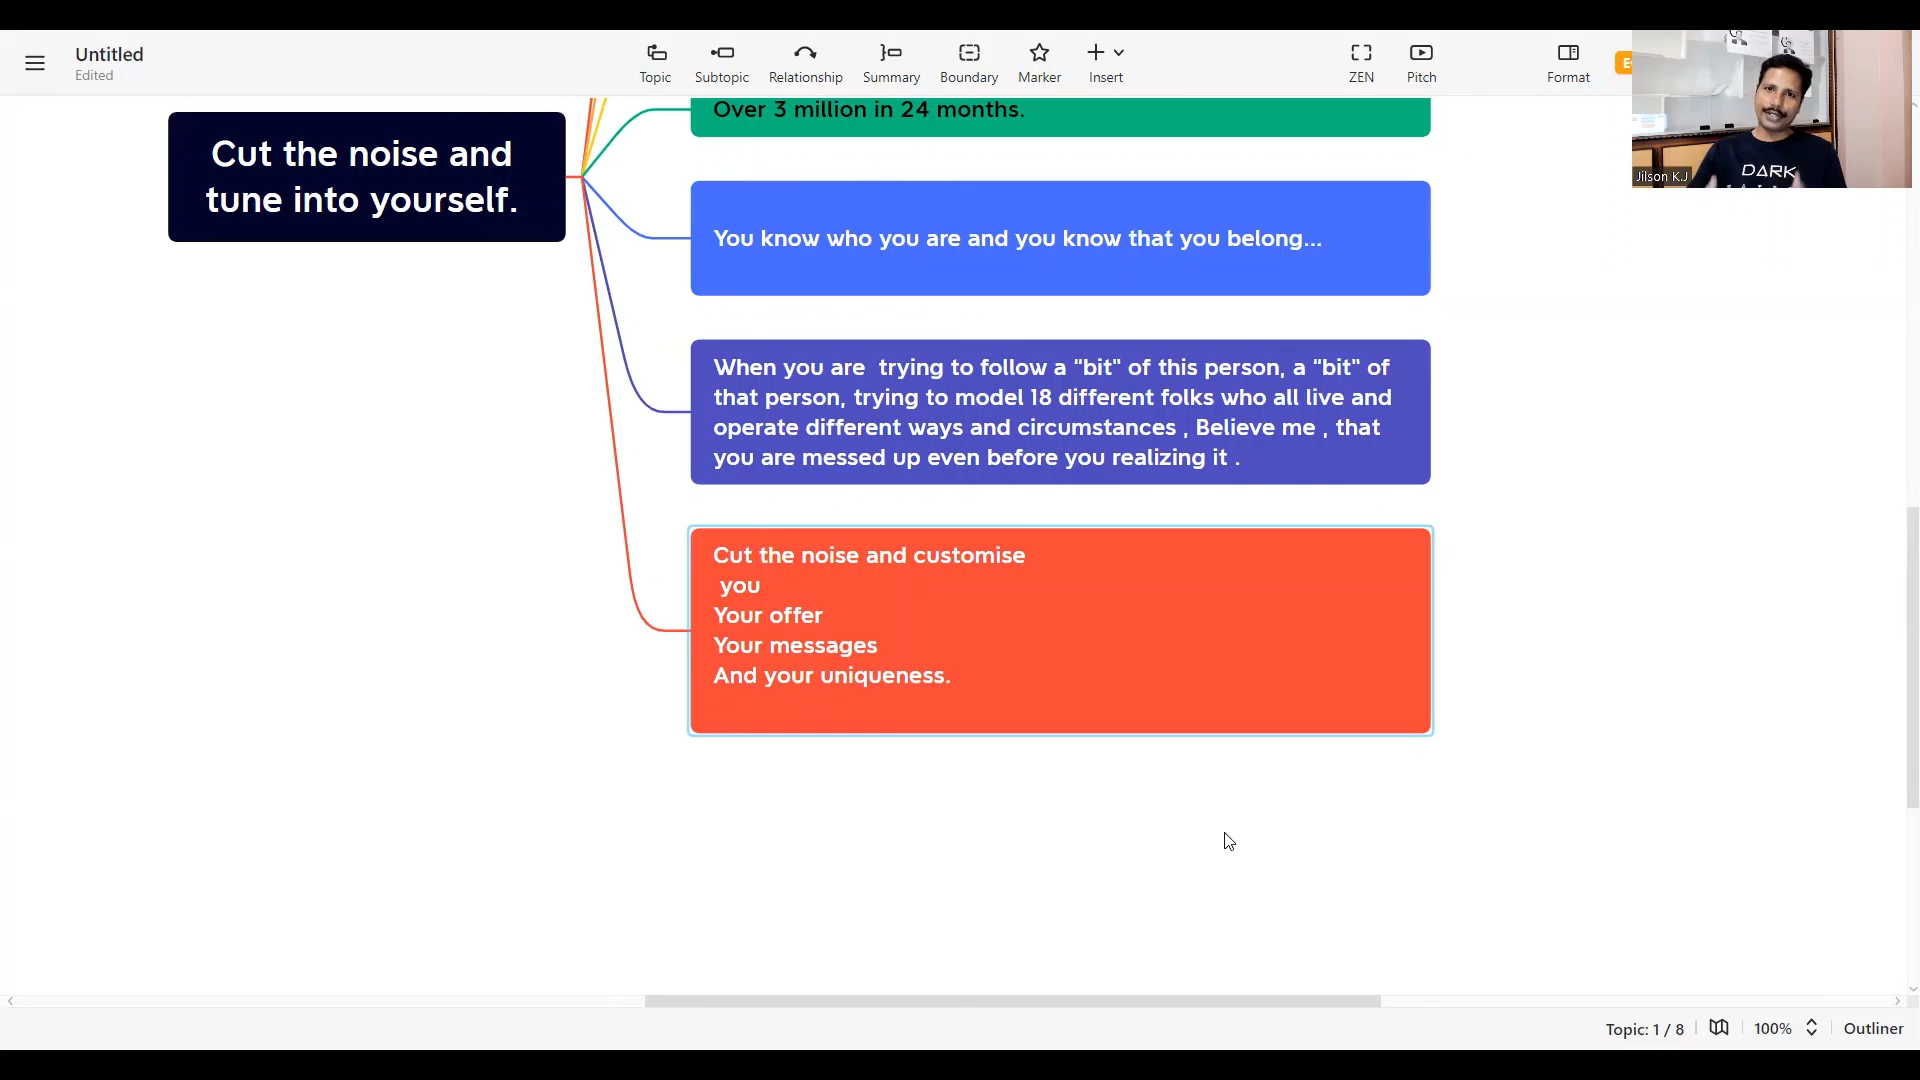 Untitled
Edited
Topic
Subtopic
Relationship
Summary
Boundary
Marker
Insert
ZEN
Pitch
Format
E
Jilson K.J
DARK
Cut the noise and
tune into yourself.
Over 3 million in 24 months.
You know who you are and you know that you belong...
When you are  trying to follow a “bit” of this person, a “bit” of
that person, trying to model 18 different folks who all live and
operate different ways and circumstances , Believe me , that
you are messed up even before you realizing it .
Cut the noise and customise
you
Your offer
Your messages
And your uniqueness.
Topic: 1 / 8
100%
Outliner